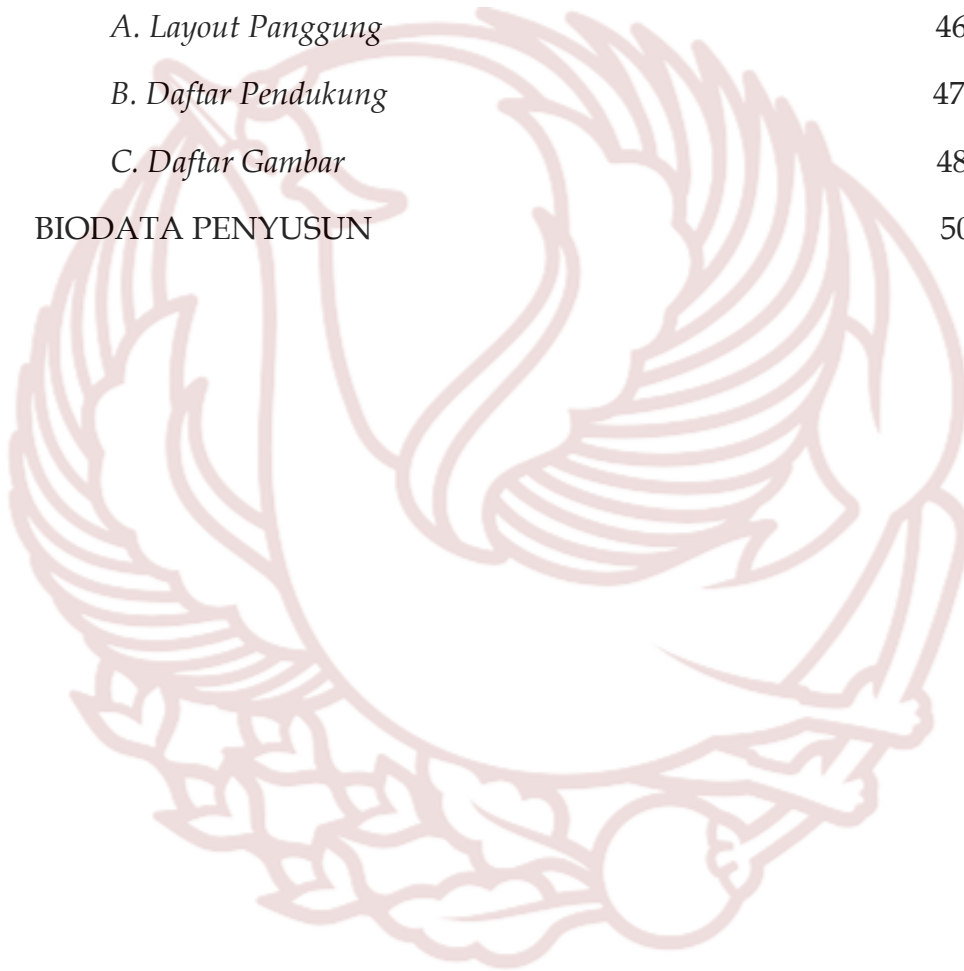 A. Layout Panggung 46
B. Daftar Pendukung 47
C. Daftar Gambar 48
BIODATA PENYUSUN 50